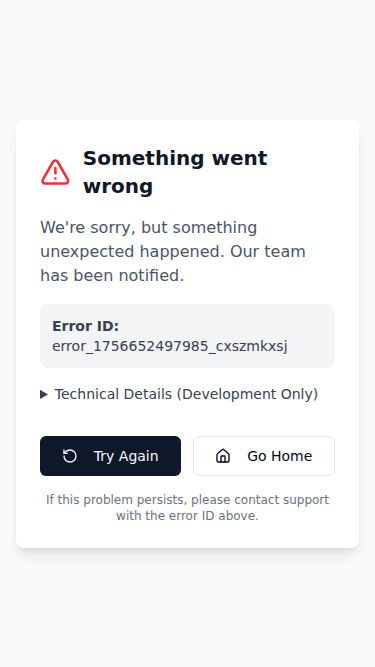 Something went
wrong
We're sorry, but something
unexpected happened. Our team
has been notified.
Error ID:
error_1756652497985_cxszmkxsj
Technical Details (Development Only)
Try Again
Go Home
If this problem persists, please contact support
with the error ID above.